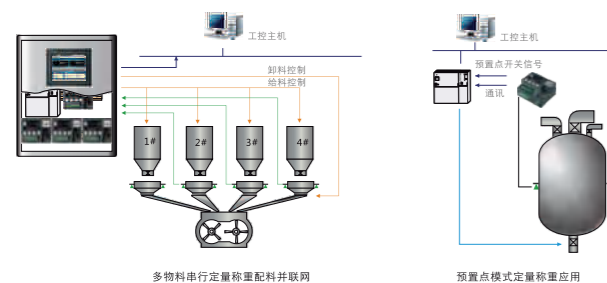 工控主机
卸料控制
给料控制
1#
2#
3#
4#
多物料串行定量称重配料并联网
工控主机
预置点开关信号
通讯
预置点模式定量称重应用